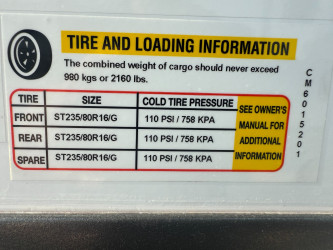 TIRE AND LOADING INFORMATION
The combined weight of cargo should never exceed
980 kgs or 2160 lbs.
TIRE SIZE COLD TIRE PRESSURE SEE OWNER'S MANUAL FOR ADDITIONAL INFORMATION
FRONT ST235/80R16/G 110 PSI / 758 KPA
REAR ST235/80R16/G 110 PSI / 758 KPA
SPARE ST235/80R16/G 110 PSI / 758 KPA
CM6015201